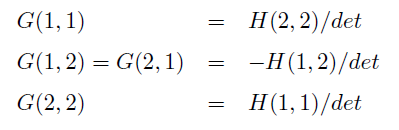 G(1,1) = H(2,2)/det
G(1,2) = G(2,1) = −H(1,2)/det
G(2,2) = H(1,1)/det